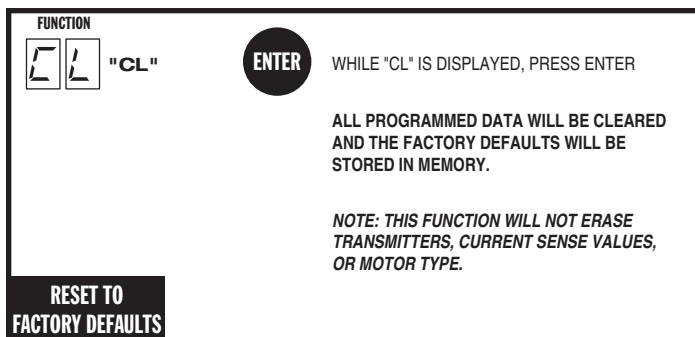 FUNCTION
CL "CL"
ENTER
WHILE "CL" IS DISPLAYED, PRESS ENTER
ALL PROGRAMMED DATA WILL BE CLEARED
AND THE FACTORY DEFAULTS WILL BE
STORED IN MEMORY.
NOTE: THIS FUNCTION WILL NOT ERASE
TRANSMITTERS, CURRENT SENSE VALUES,
OR MOTOR TYPE.
RESET TO
FACTORY DEFAULTS